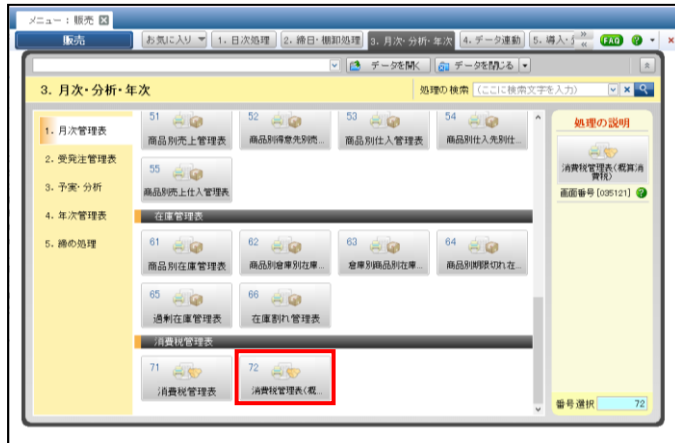 メニュー：販売
販売 お気に入り 1. 日次処理 2. 締日・棚卸処理 3. 月次・分析・年次 4. データ連動 5. 導入・ FAQ
データを開く データを閉じる
3. 月次・分析・年次 処理の検索 (ここに検索文字を入力)
1. 月次管理表
2. 受発注管理表
3. 予実・分析
4. 年次管理表
5. 締め処理
51 商品別売上管理表
52 商品別得意先別売...
53 商品別仕入管理表
54 商品別仕入先別仕...
55 商品別売上仕入管理表
在庫管理表
61 商品別在庫管理表
62 商品別倉庫別在庫...
63 倉庫別商品別在庫...
64 商品別期限切れ在...
65 過剰在庫管理表
66 在庫割れ管理表
消費税管理表
71 消費税管理表
72 消費税管理表(概...
処理の説明
消費税管理表(概算消
費税)
画面番号[035121]
番号選択 72